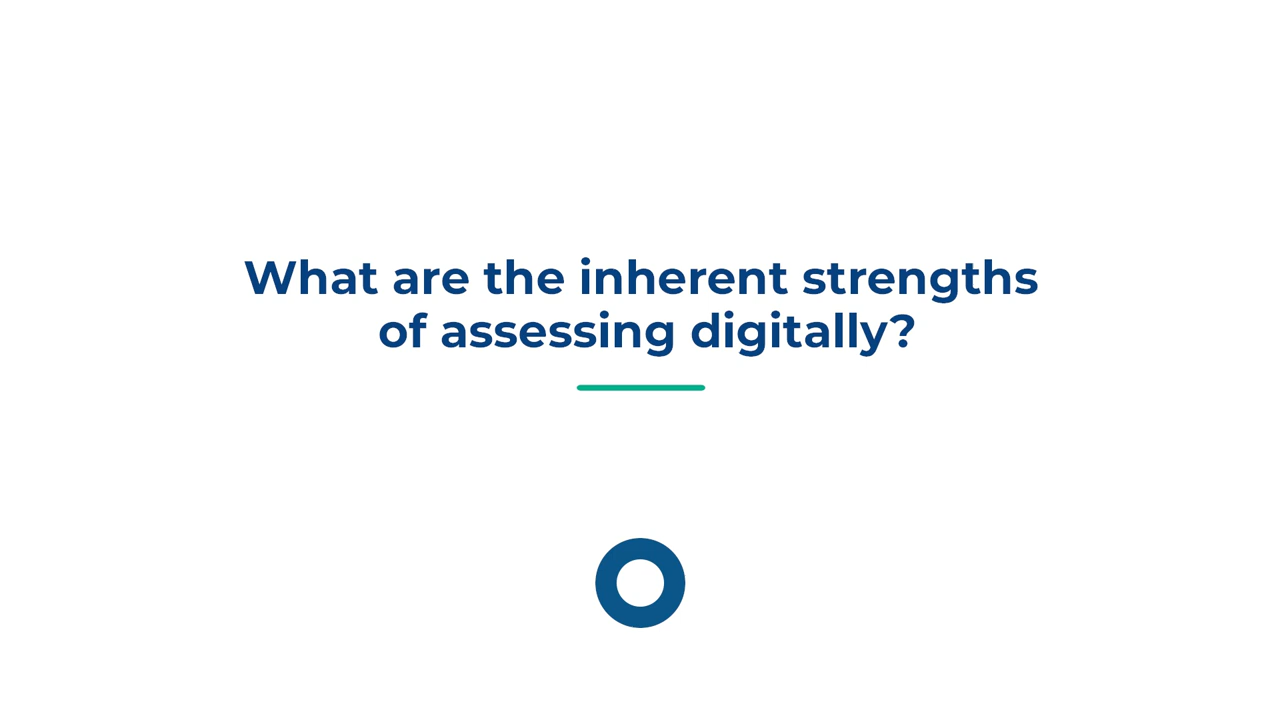 What are the inherent strengths
of assessing digitally?